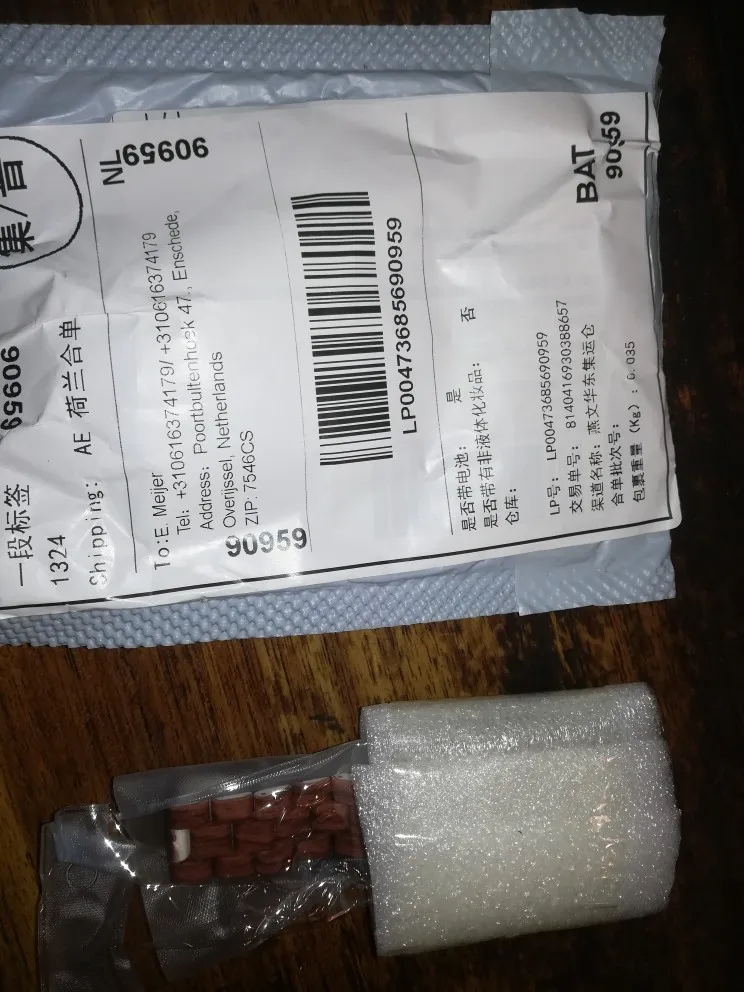 集/普
90959
NL
90959
一段标签
1324
Shipping: AE 荷兰合单
To:E. Meijer
Tel: +310616374179/ +310616374179
Address: Poortbultenhoek 47., Enschede,
Overijssel, Netherlands
ZIP: 7546CS
90959
LP00473685690959
是否带电池: 是
是否带有非液体化妆品: 否
仓库:
BAT
90959
LP号: LP00473685690959
交易单号: 8140416930388657
渠道名称: 燕文华东集运仓
合单批次号:
包裹重量 (Kg) : 0.035